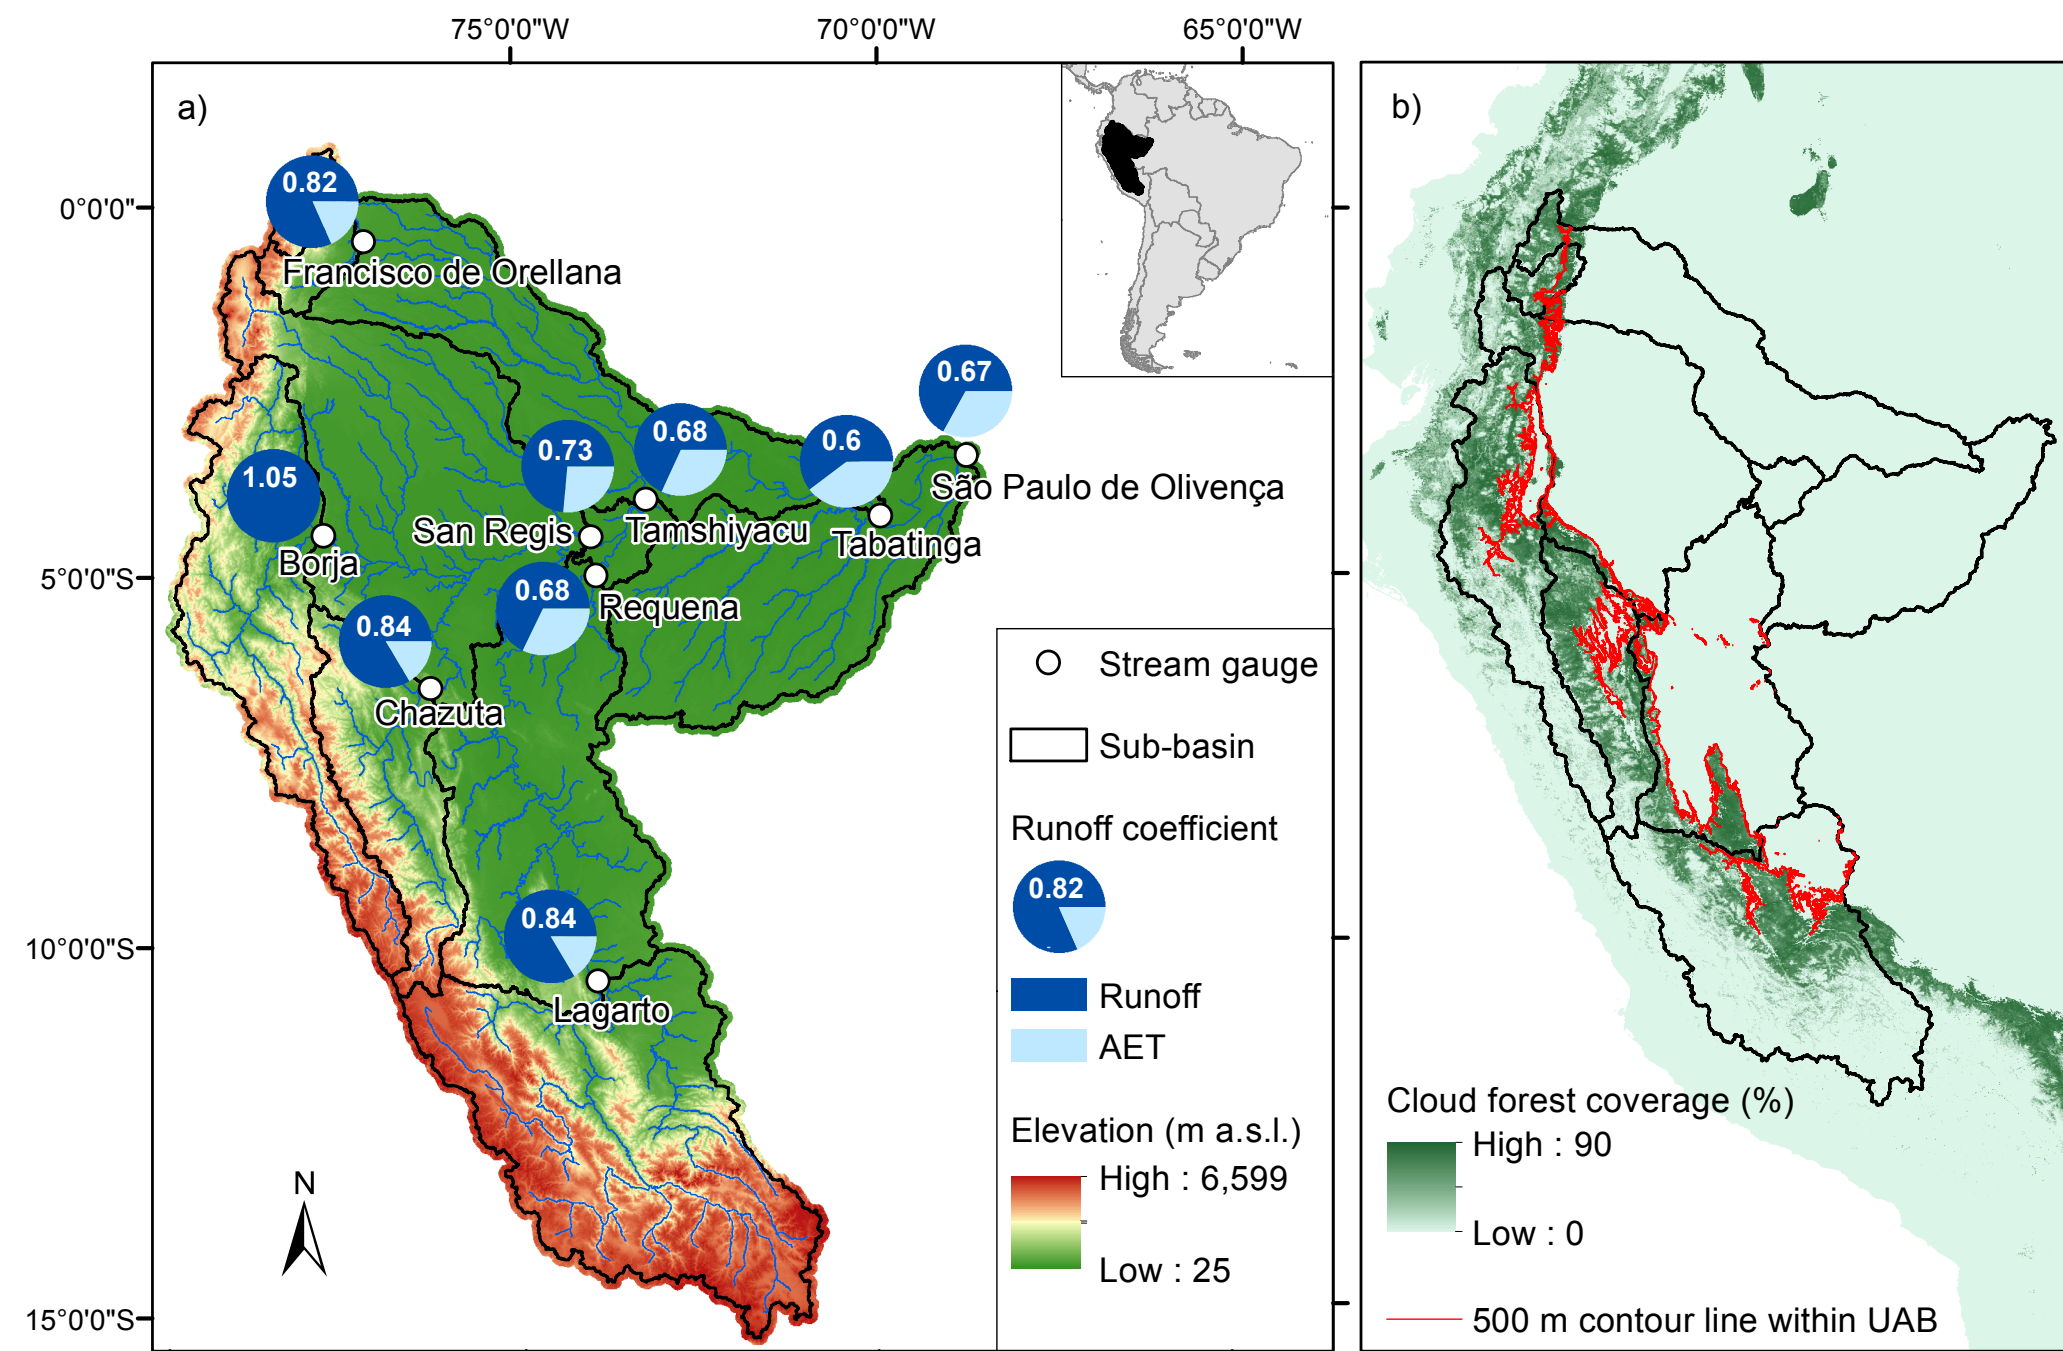 75°0'0"W
70°0'0"W
65°0'0"W
a)
b)
0°0'0"
5°0'0"S
10°0'0"S
15°0'0"S
0.82
Francisco de Orellana
0.67
São Paulo de Olivença
0.6
Tabatinga
0.68
Tamshiyacu
0.73
San Regis
1.05
Borja
0.68
Requena
0.84
Chazuta
0.84
Lagarto
N
Stream gauge
Sub-basin
Runoff coefficient
0.82
Runoff
AET
Elevation (m a.s.l.)
High : 6,599
Low : 25
Cloud forest coverage (%)
High : 90
Low : 0
500 m contour line within UAB